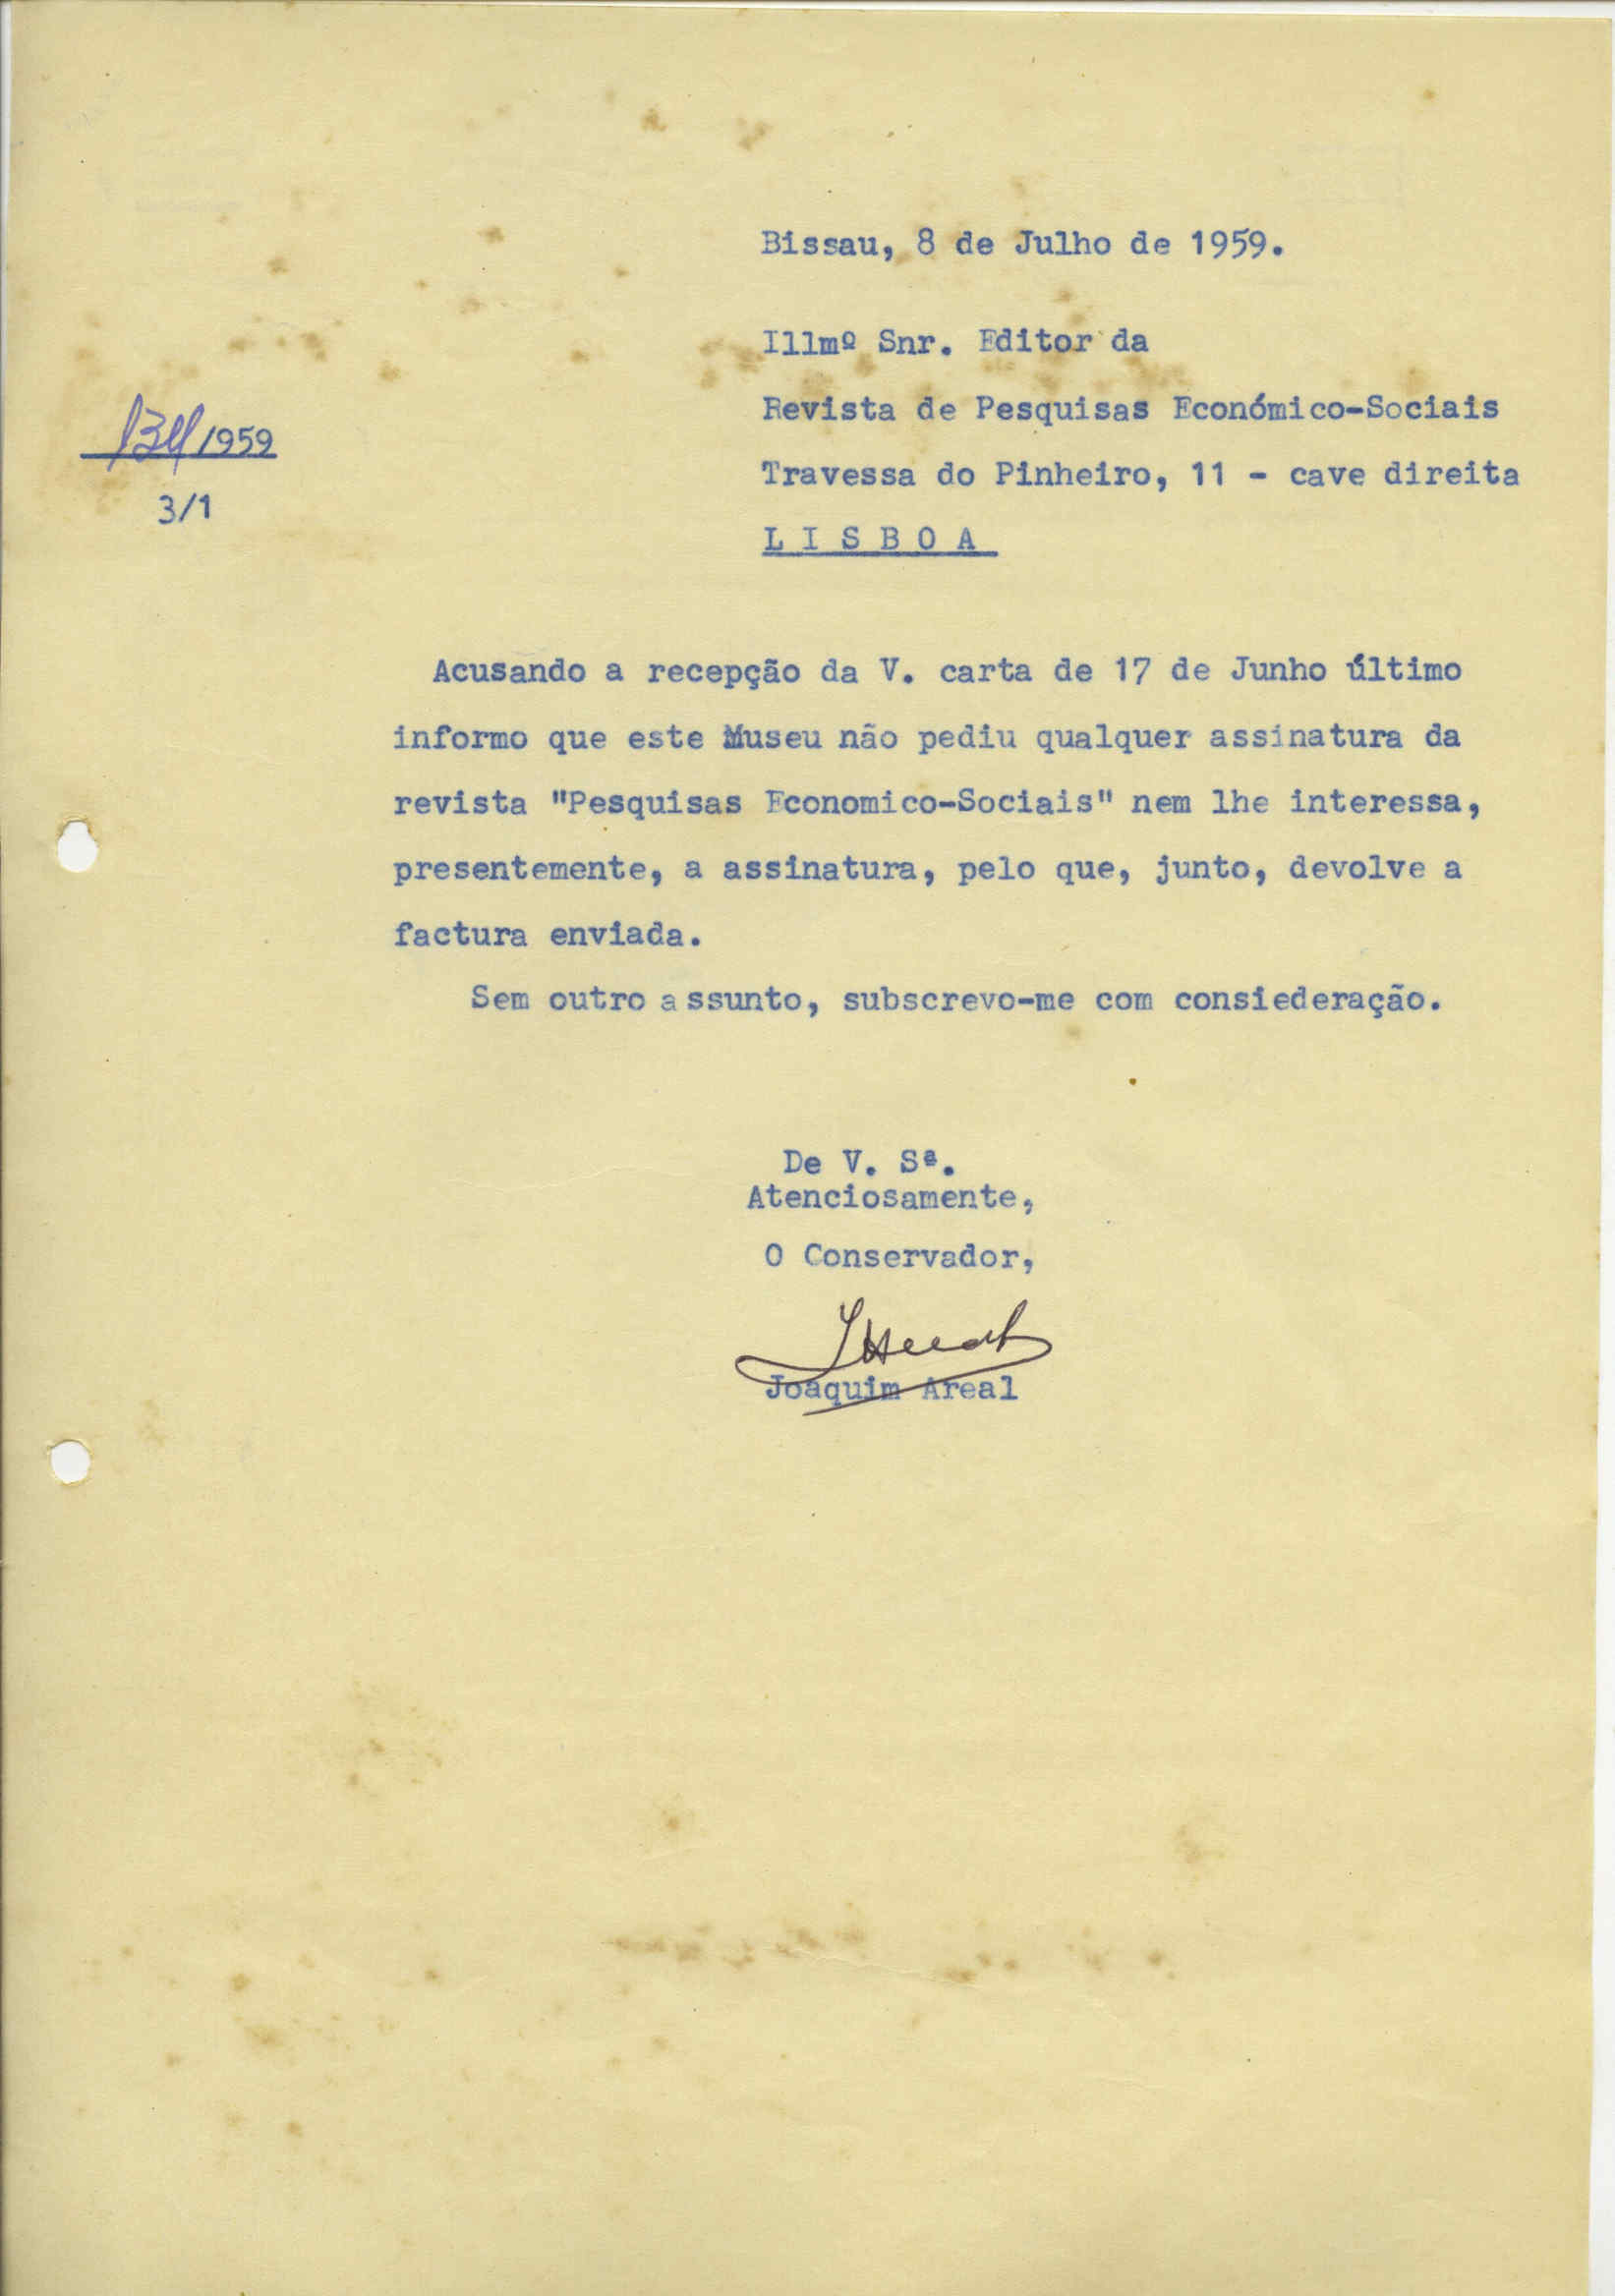 Bissau, 8 de Julho de 1959.
Illmº Snr. Editor da
Revista de Pesquisas Económico-Sociais
Travessa do Pinheiro, 11 - cave direita
L I S B O A
/1959
3/1
Acusando a recepção da V. carta de 17 de Junho último
informo que este Museu não pediu qualquer assinatura da
revista "Pesquisas Economico-Sociais" nem lhe interessa,
presentemente, a assinatura, pelo que, junto, devolve a
factura enviada.
Sem outro assunto, subscrevo-me com consiederação.
De V. Sª.
Atenciosamente,
O Conservador,
Joaquim Areal